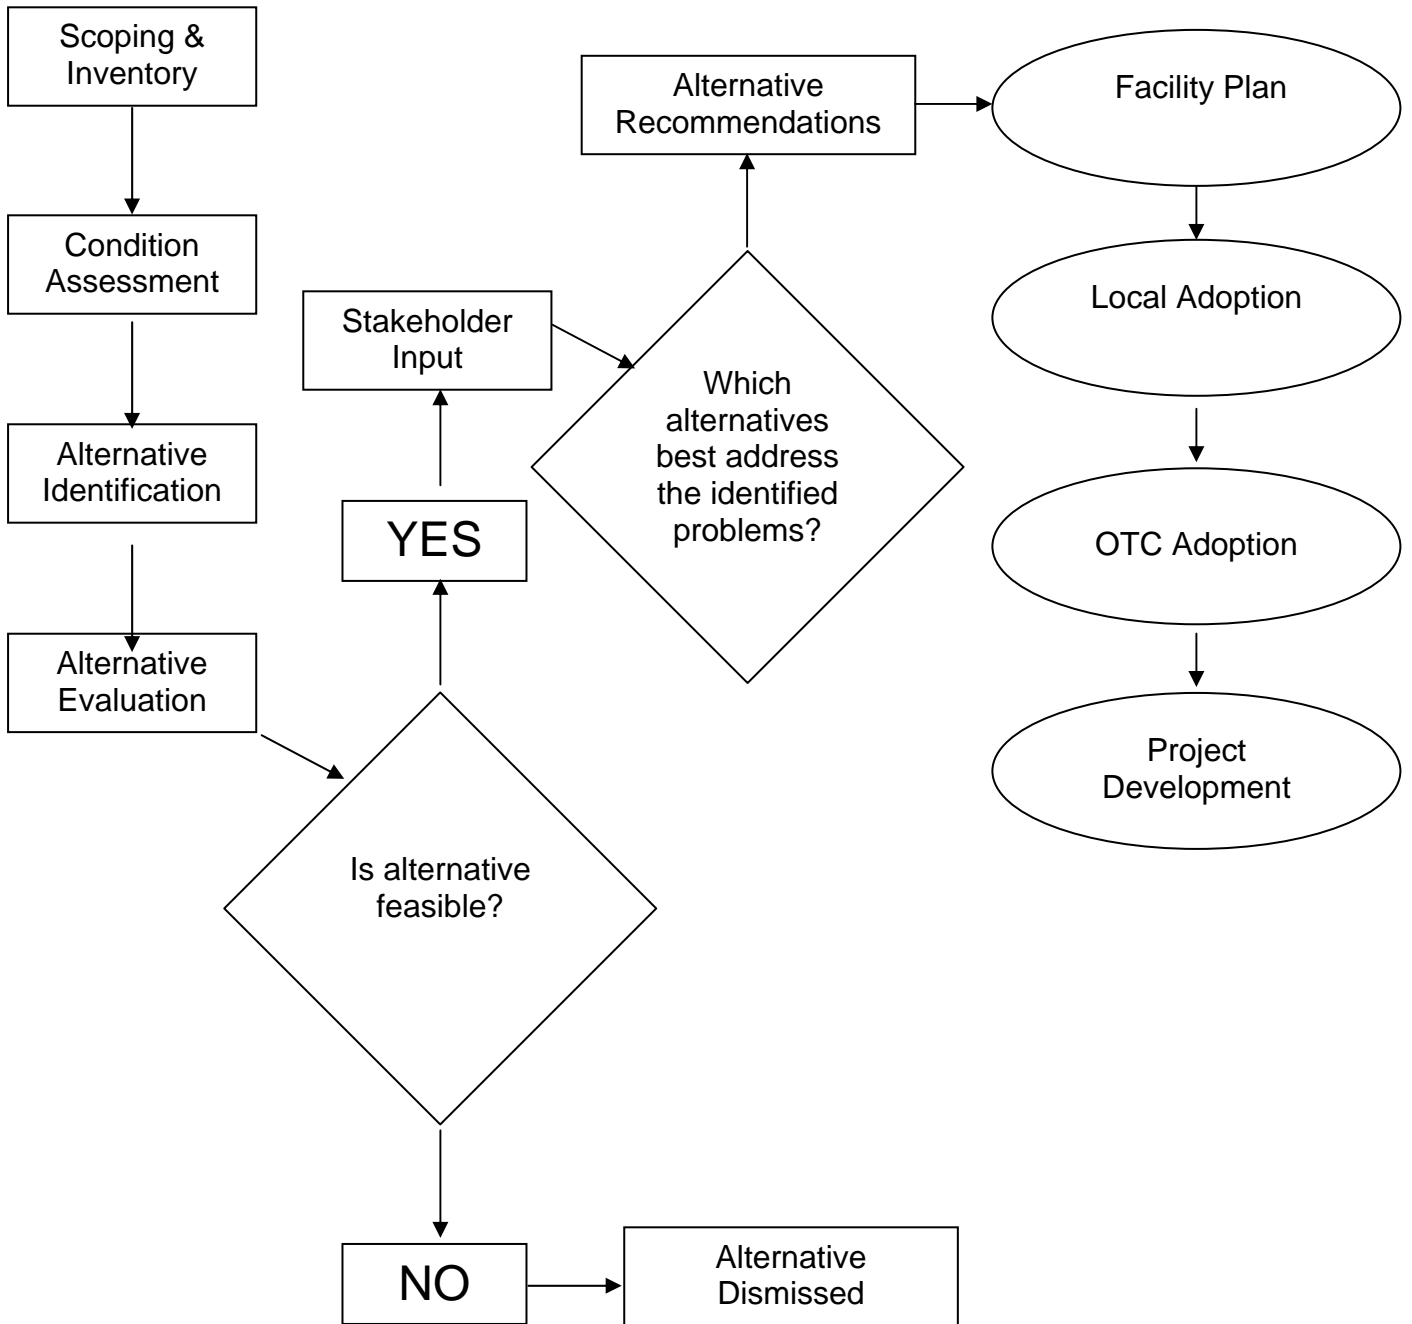 Scoping &
Inventory
Condition
Assessment
Alternative
Identification
Alternative
Evaluation
Is alternative
feasible?
YES
Stakeholder
Input
Which
alternatives
best address
the identified
problems?
Alternative
Recommendations
Facility Plan
Local Adoption
OTC Adoption
Project
Development
NO
Alternative
Dismissed